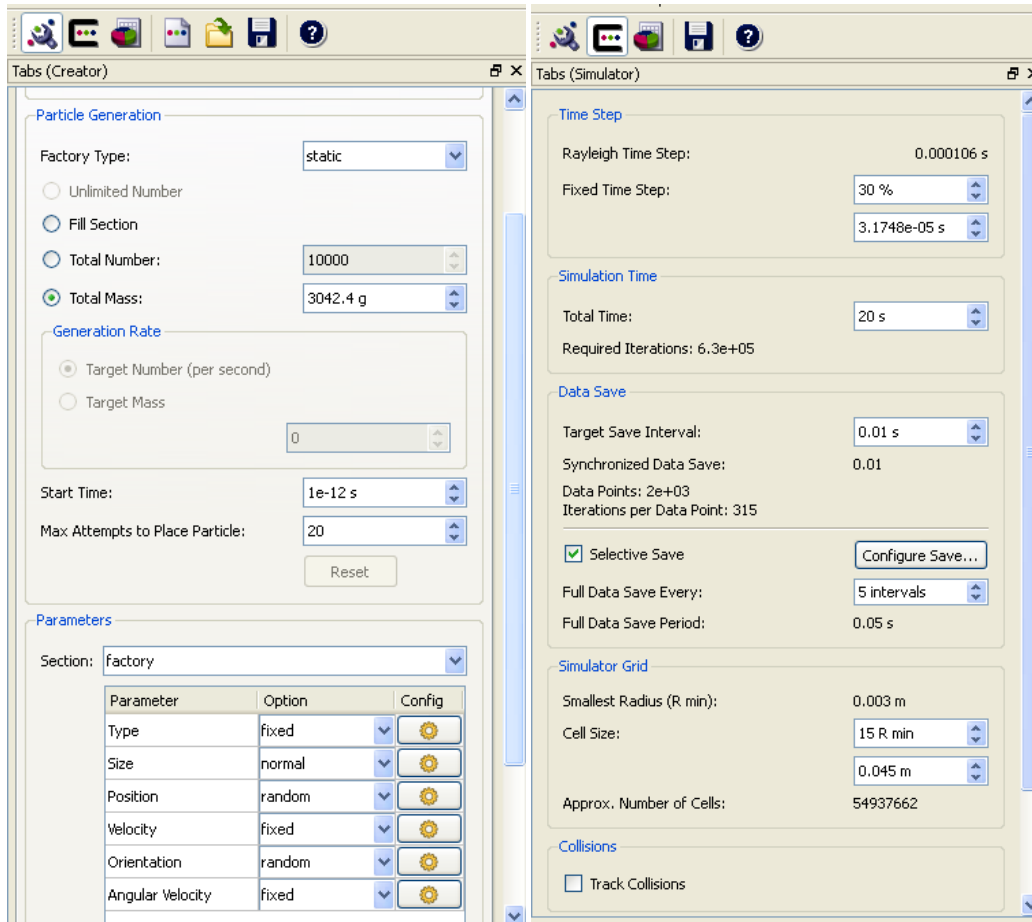 Tabs (Creator)
Particle Generation
Factory Type: static
Unlimited Number
Fill Section
Total Number: 10000
Total Mass: 3042.4 g
Generation Rate
Target Number (per second)
Target Mass
0
Start Time: 1e-12 s
Max Attempts to Place Particle: 20
Reset
Parameters
Section: factory
Parameter Option Config
Type fixed
Size normal
Position random
Velocity fixed
Orientation random
Angular Velocity fixed
Tabs (Simulator)
Time Step
Rayleigh Time Step: 0.000106 s
Fixed Time Step: 30 %
3.1748e-05 s
Simulation Time
Total Time: 20 s
Required Iterations: 6.3e+05
Data Save
Target Save Interval: 0.01 s
Synchronized Data Save: 0.01
Data Points: 2e+03
Iterations per Data Point: 315
Selective Save Configure Save...
Full Data Save Every: 5 intervals
Full Data Save Period: 0.05 s
Simulator Grid
Smallest Radius (R min): 0.003 m
Cell Size: 15 R min
0.045 m
Approx. Number of Cells: 54937662
Collisions
Track Collisions